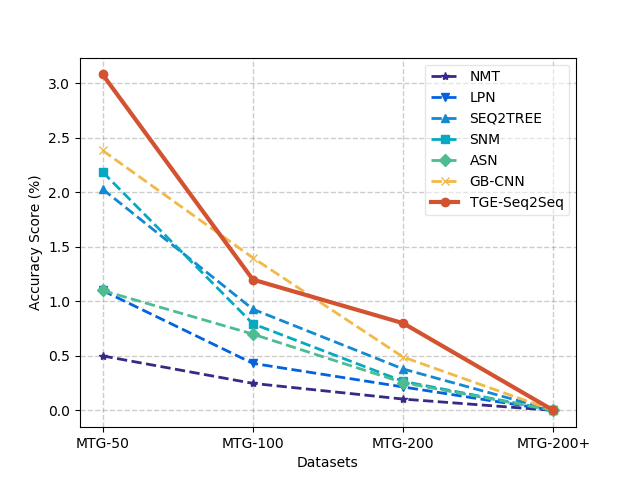 3.0
2.5
2.0
1.5
1.0
0.5
0.0
Accuracy Score (%)
NMT
LPN
SEQ2TREE
SNM
ASN
GB-CNN
TGE-Seq2Seq
MTG-50 MTG-100 MTG-200 MTG-200+
Datasets